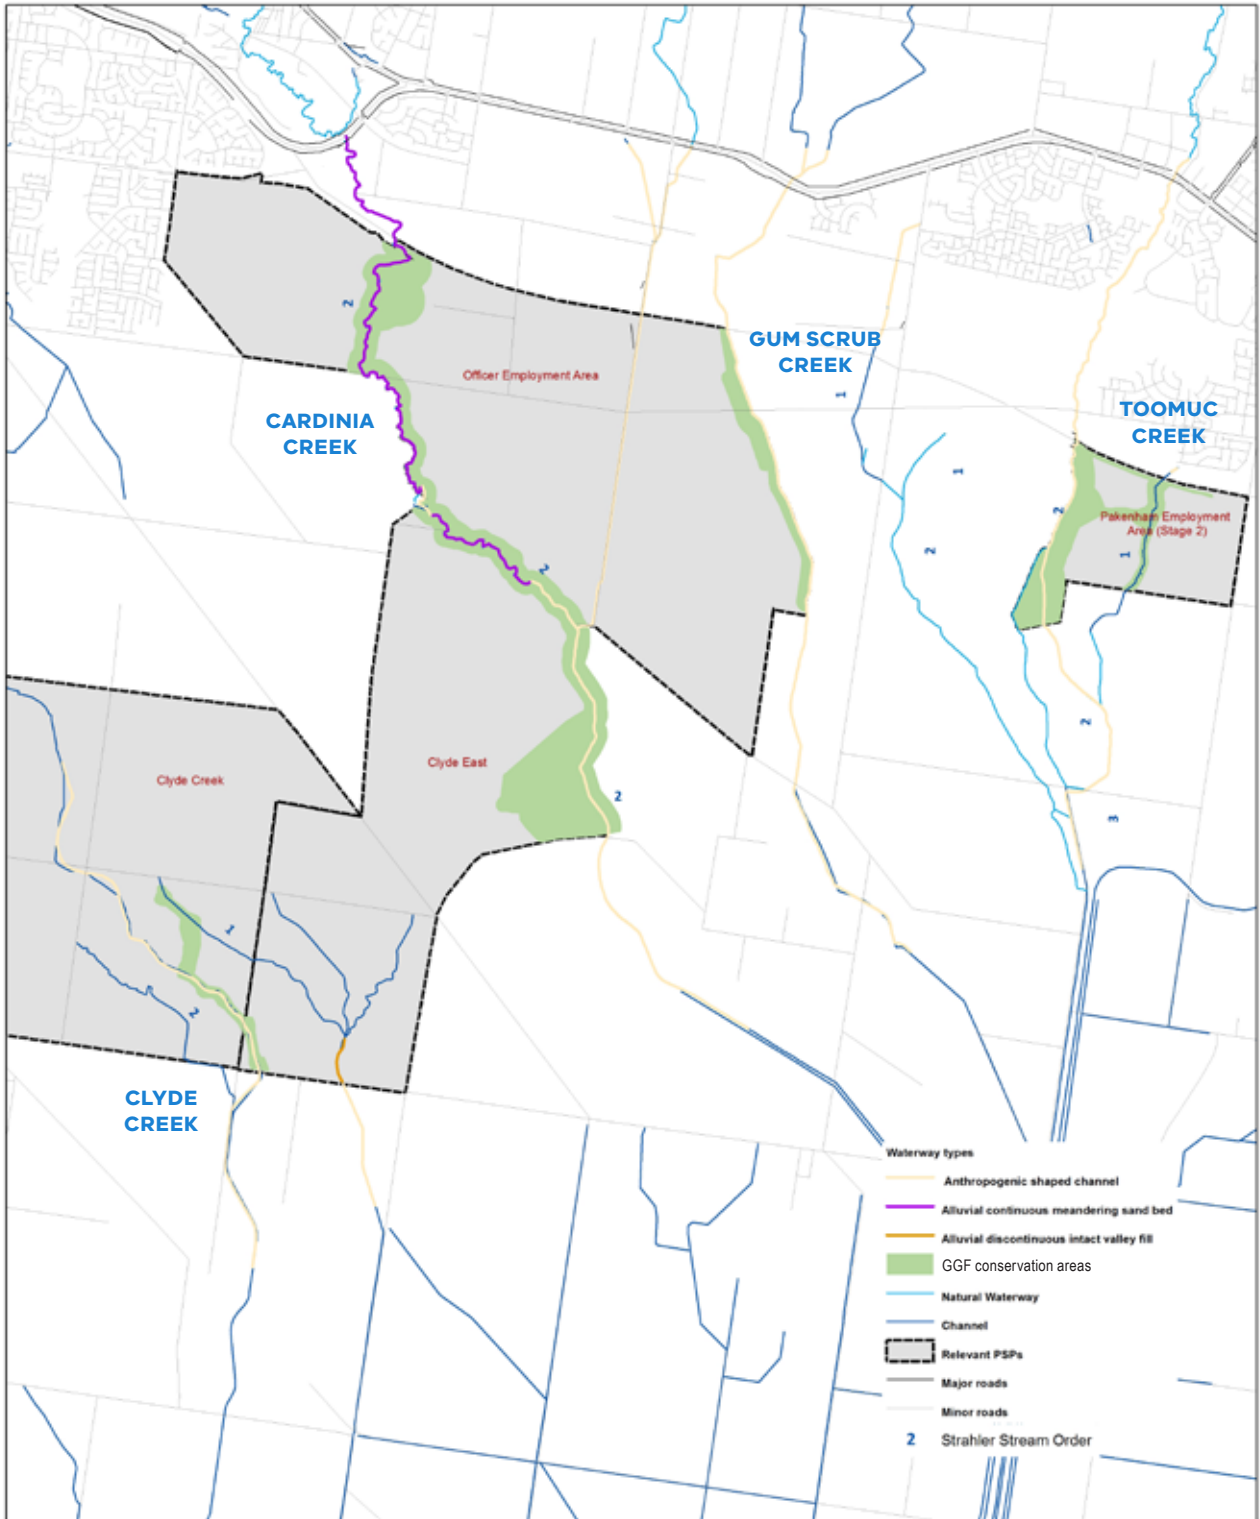 2
Officer Employment Area
GUM SCRUB
CREEK
1
CARDINIA
CREEK
TOOMUC
CREEK
1
2
2
Pakenham Employment
Area (Stage 2)
1
2
2
Clyde East
Clyde Creek
2
3
1
2
CLYDE
CREEK
Waterway types
Anthropogenic shaped channel
Alluvial continuous meandering sand bed
Alluvial discontinuous intact valley fill
GGF conservation areas
Natural Waterway
Channel
Relevant PSPs
Major roads
Minor roads
2 Strahler Stream Order